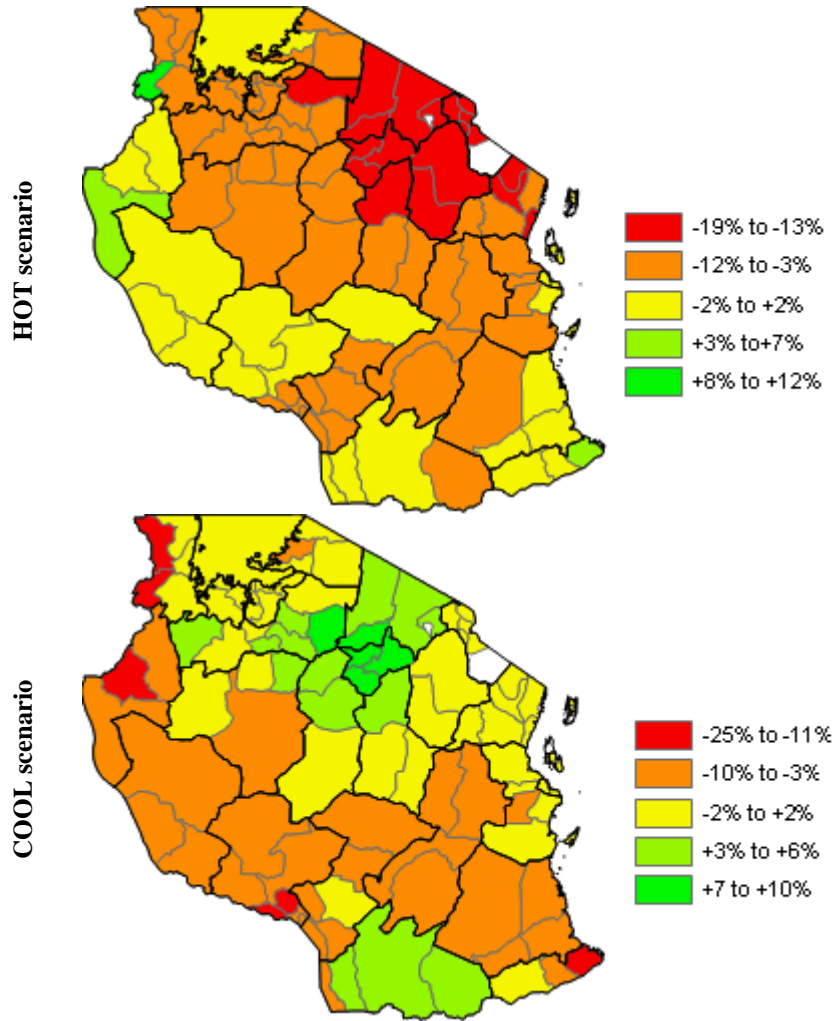 HOT scenario
-19% to -13%
-12% to -3%
-2% to +2%
+3% to+7%
+8% to +12%
COOL scenario
-25% to -11%
-10% to -3%
-2% to +2%
+3% to +6%
+7 to +10%